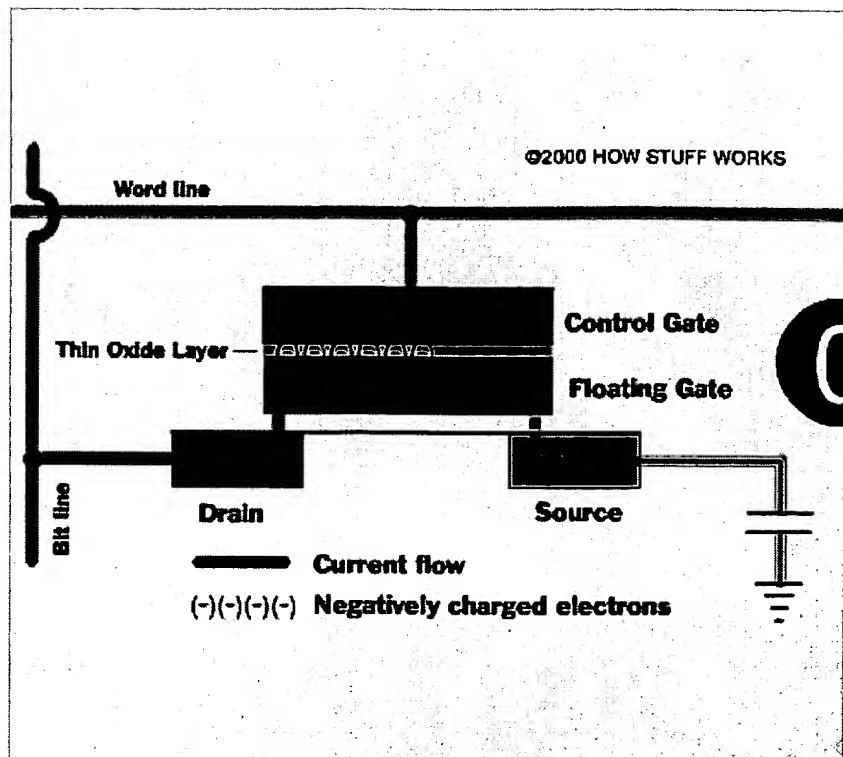 ©2000 HOW STUFF WORKS
Word line
Control Gate
Thin Oxide Layer
Floating Gate
Drain
Source
Bit line
Current flow
(-)(-)(-)(-) Negatively charged electrons